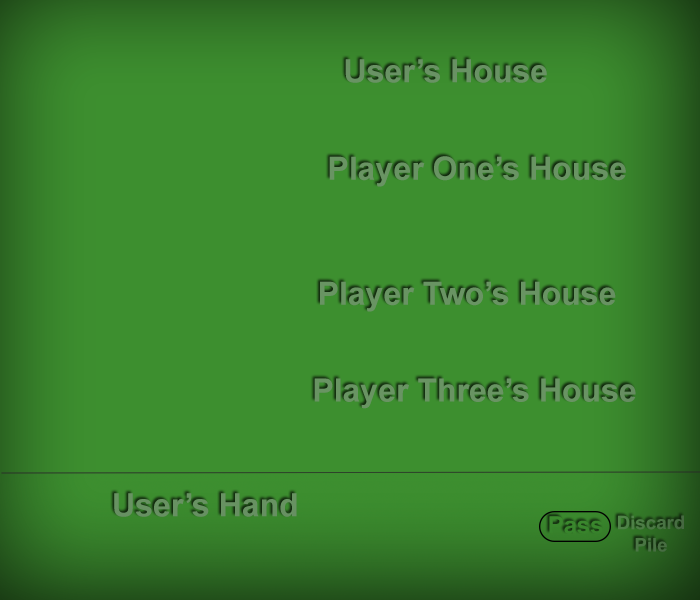 User’s House
Player One’s House
Player Two’s House
Player Three’s House
User’s Hand
Pass
Discard
Pile